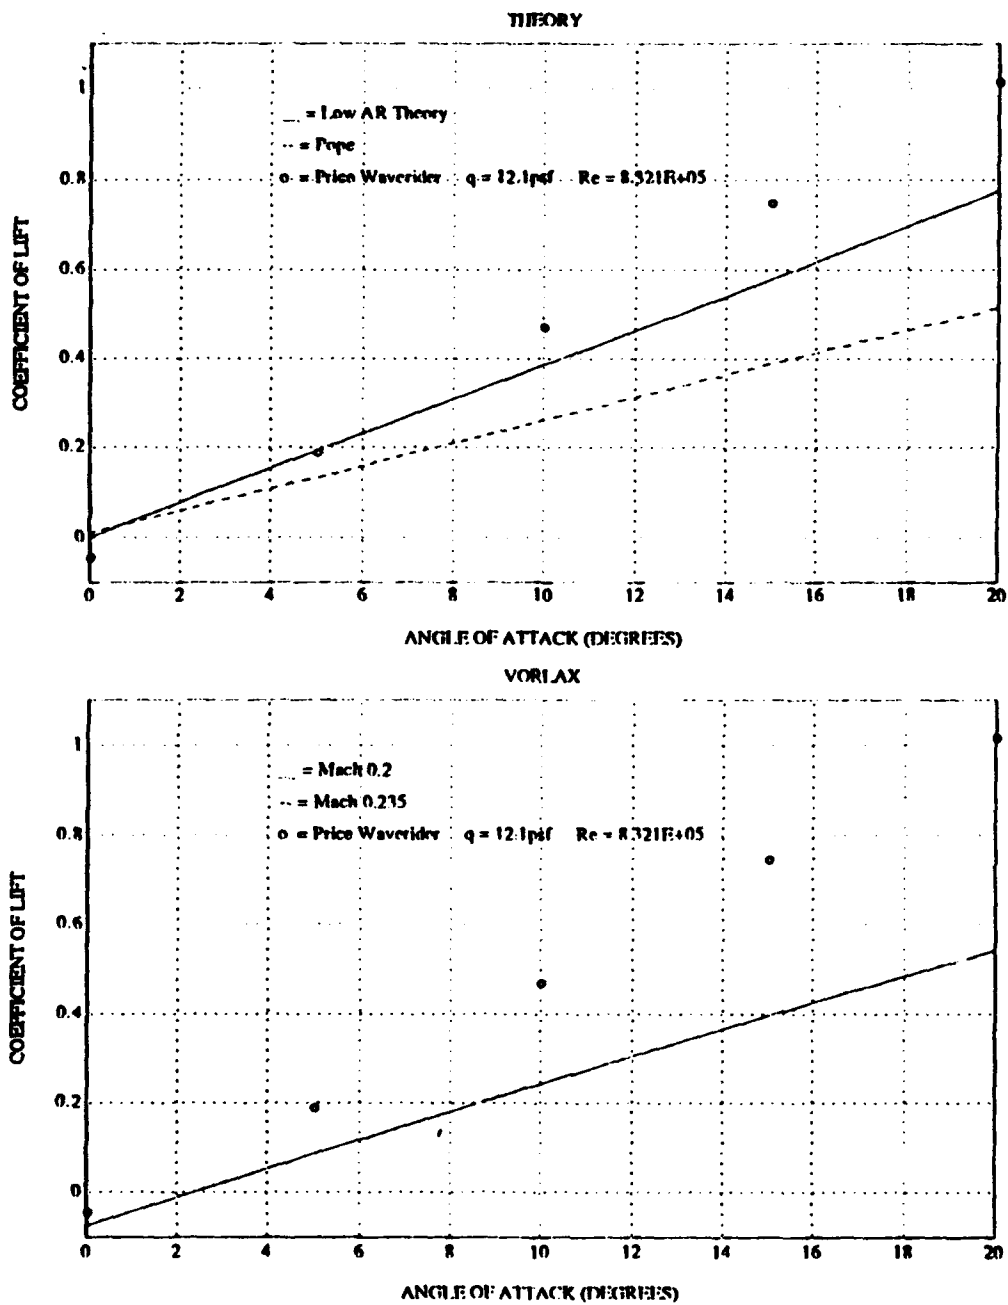 THEORY
1
= Low AR Theory
-- = Pope
o = Price Waverider q = 12.1psf Re = 8.321E+05
0.8
0.6
0.4
0.2
0
COEFFICIENT OF LIFT
0 2 4 6 8 10 12 14 16 18 20
ANGLE OF ATTACK (DEGREES)
VORLAX
1
= Mach 0.2
-- = Mach 0.235
o = Price Waverider q = 12.1psf Re = 8.321E+05
0.8
0.6
0.4
0.2
0
COEFFICIENT OF LIFT
0 2 4 6 8 10 12 14 16 18 20
ANGLE OF ATTACK (DEGREES)